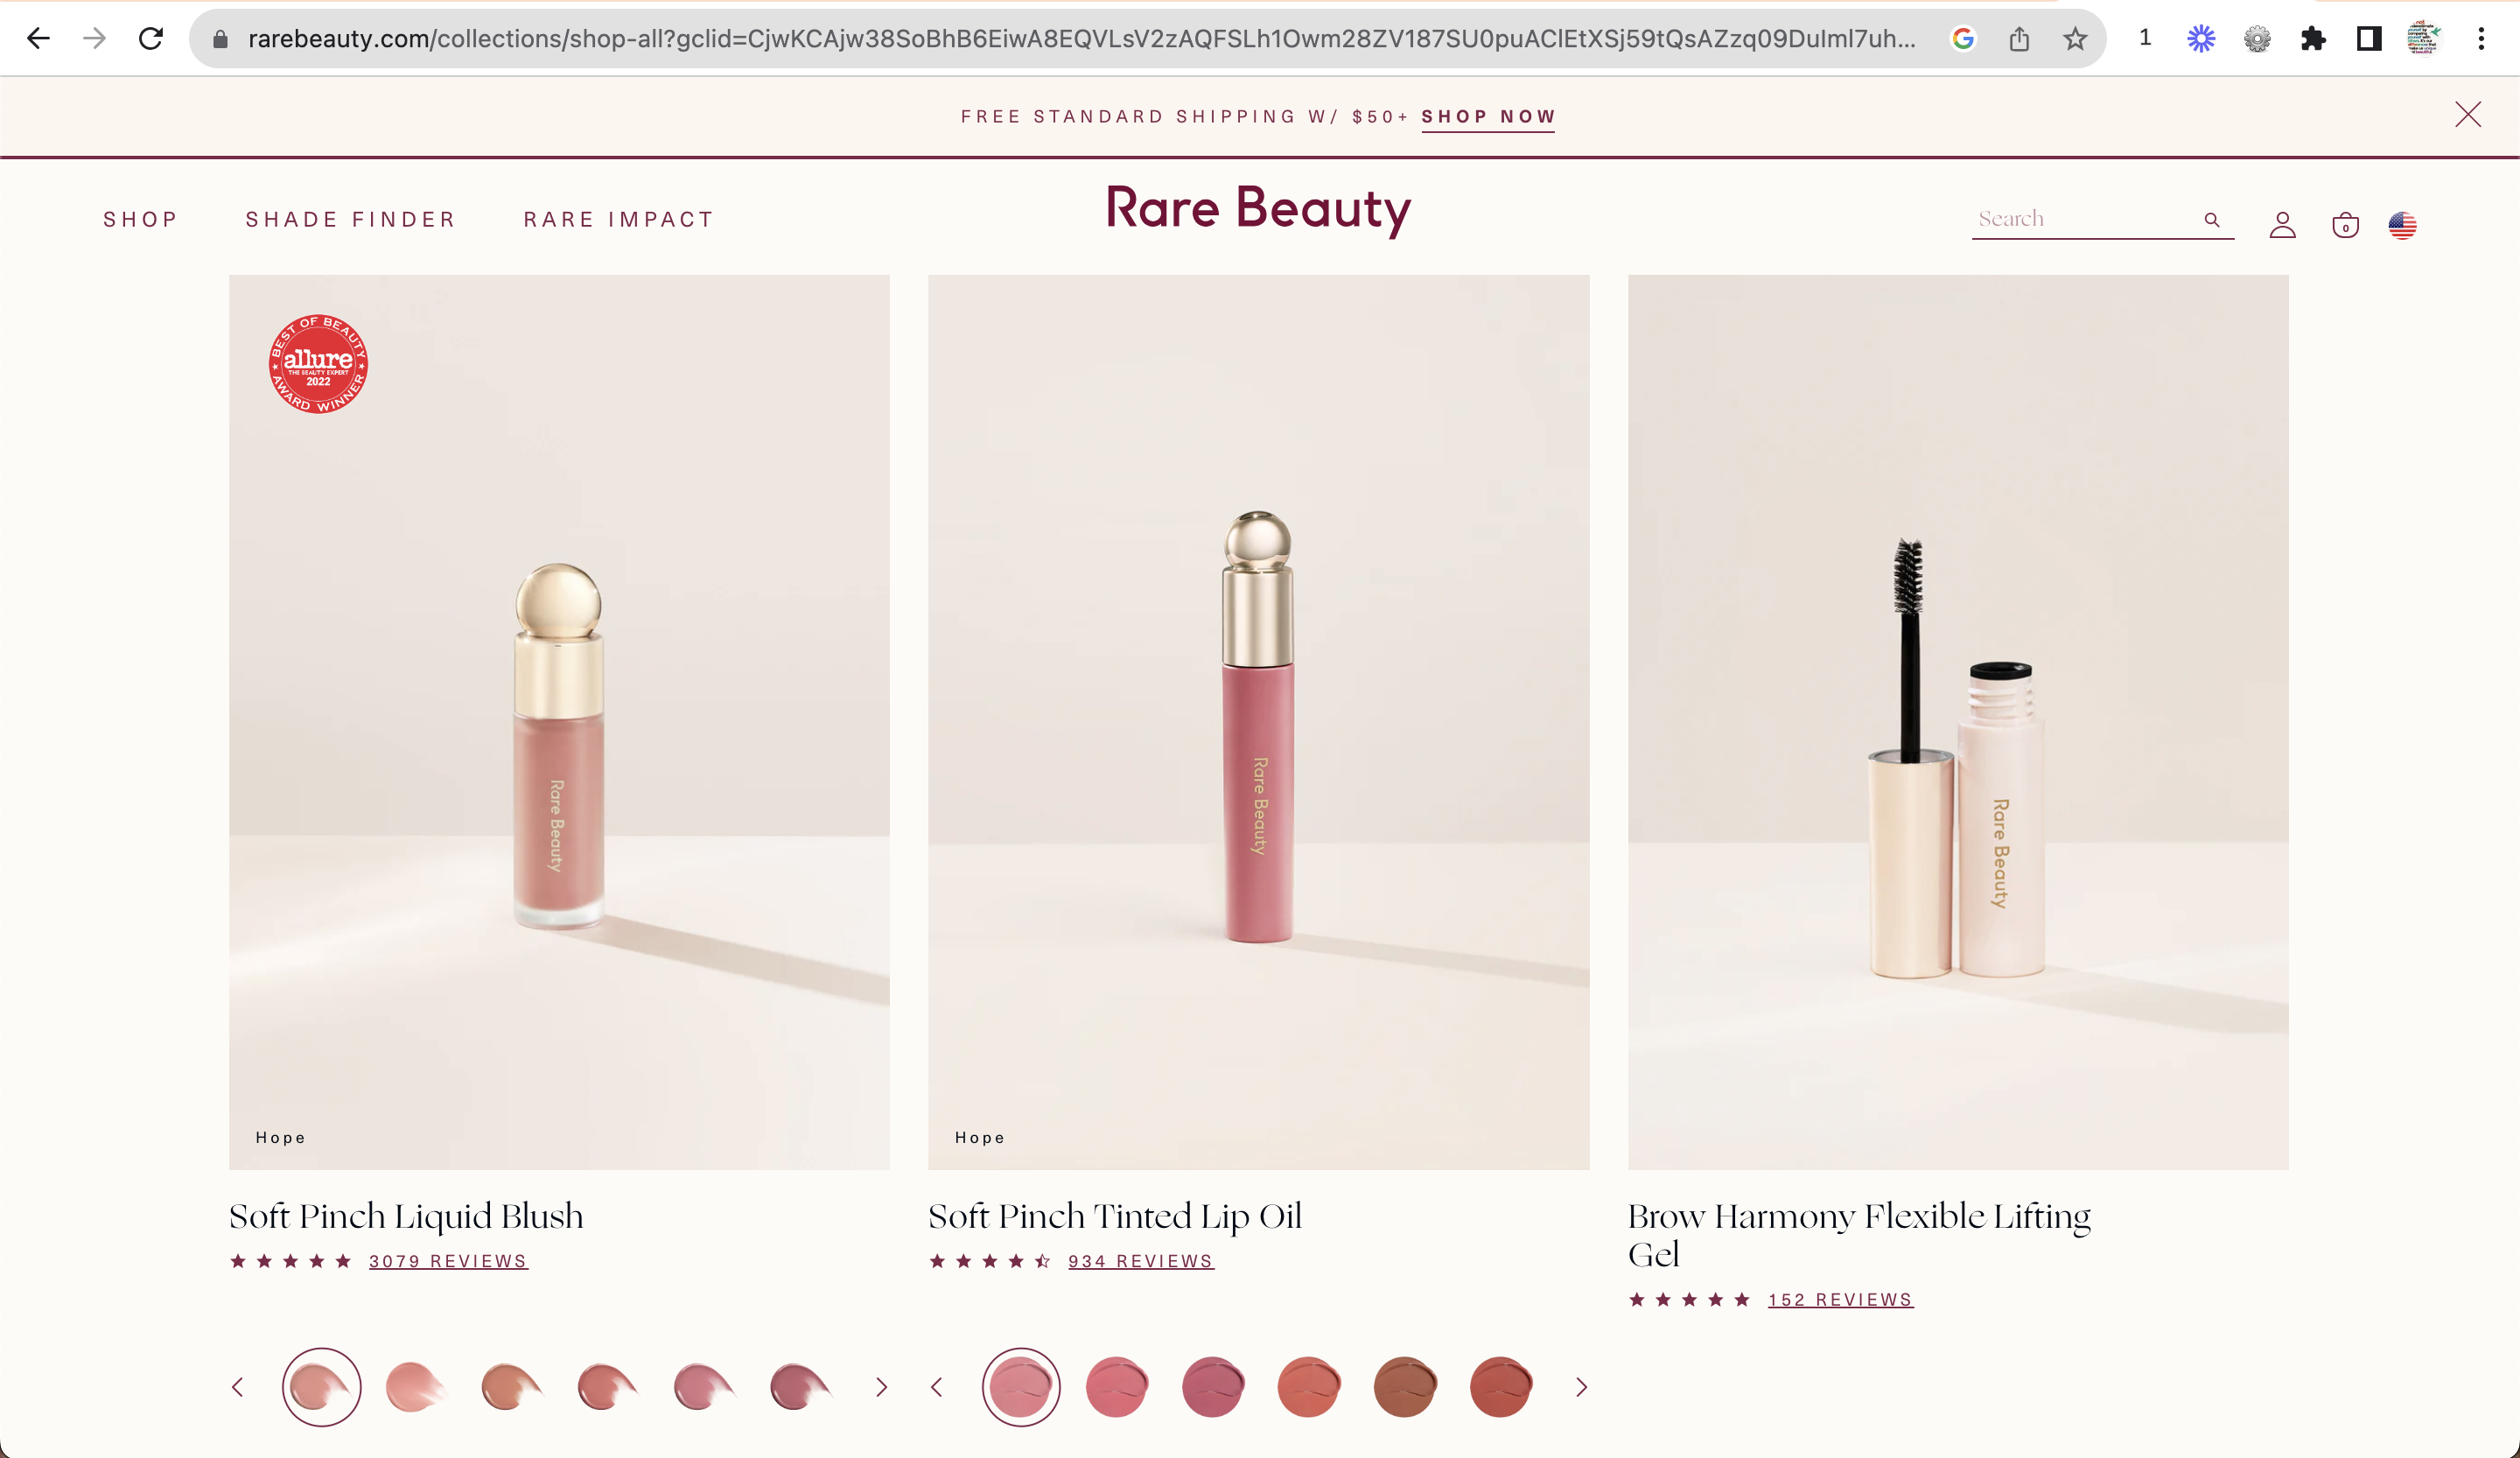 rarebeauty.com/collections/shop-all?gclid=CjwKCAjw38SoBhB6EiwA8EQVLsV2zAQFSLh1Owm28ZV187SU0puAClEtXSj59tQsAZzq09DuIml7uh...
1
FREE STANDARD SHIPPING W/ $50+ SHOP NOW
SHOP
SHADE FINDER
RARE IMPACT
Rare Beauty
Search
0
BEST OF BEAUTY
allure
THE BEAUTY EXPERT
2022
AWARD WINNER
Rare Beauty
Hope
Rare Beauty
Hope
Rare Beauty
Soft Pinch Liquid Blush
3079 REVIEWS
Soft Pinch Tinted Lip Oil
934 REVIEWS
Brow Harmony Flexible Lifting
Gel
152 REVIEWS